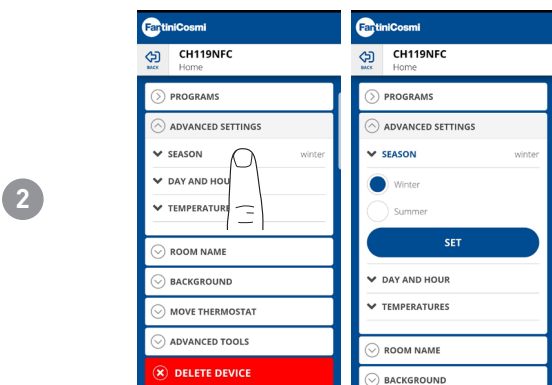 2
FantiniCosmi
BACK
CH119NFC
Home
PROGRAMS
ADVANCED SETTINGS
SEASON winter
DAY AND HOU
TEMPERATURE
ROOM NAME
BACKGROUND
MOVE THERMOSTAT
ADVANCED TOOLS
DELETE DEVICE
FantiniCosmi
BACK
CH119NFC
Home
PROGRAMS
ADVANCED SETTINGS
SEASON winter
Winter
Summer
SET
DAY AND HOUR
TEMPERATURES
ROOM NAME
BACKGROUND